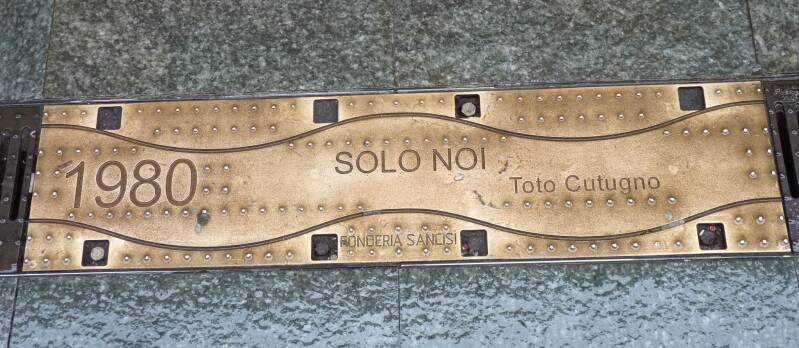 1980
SOLO NOI
Toto Cutugno
FONDERIA SANCISI